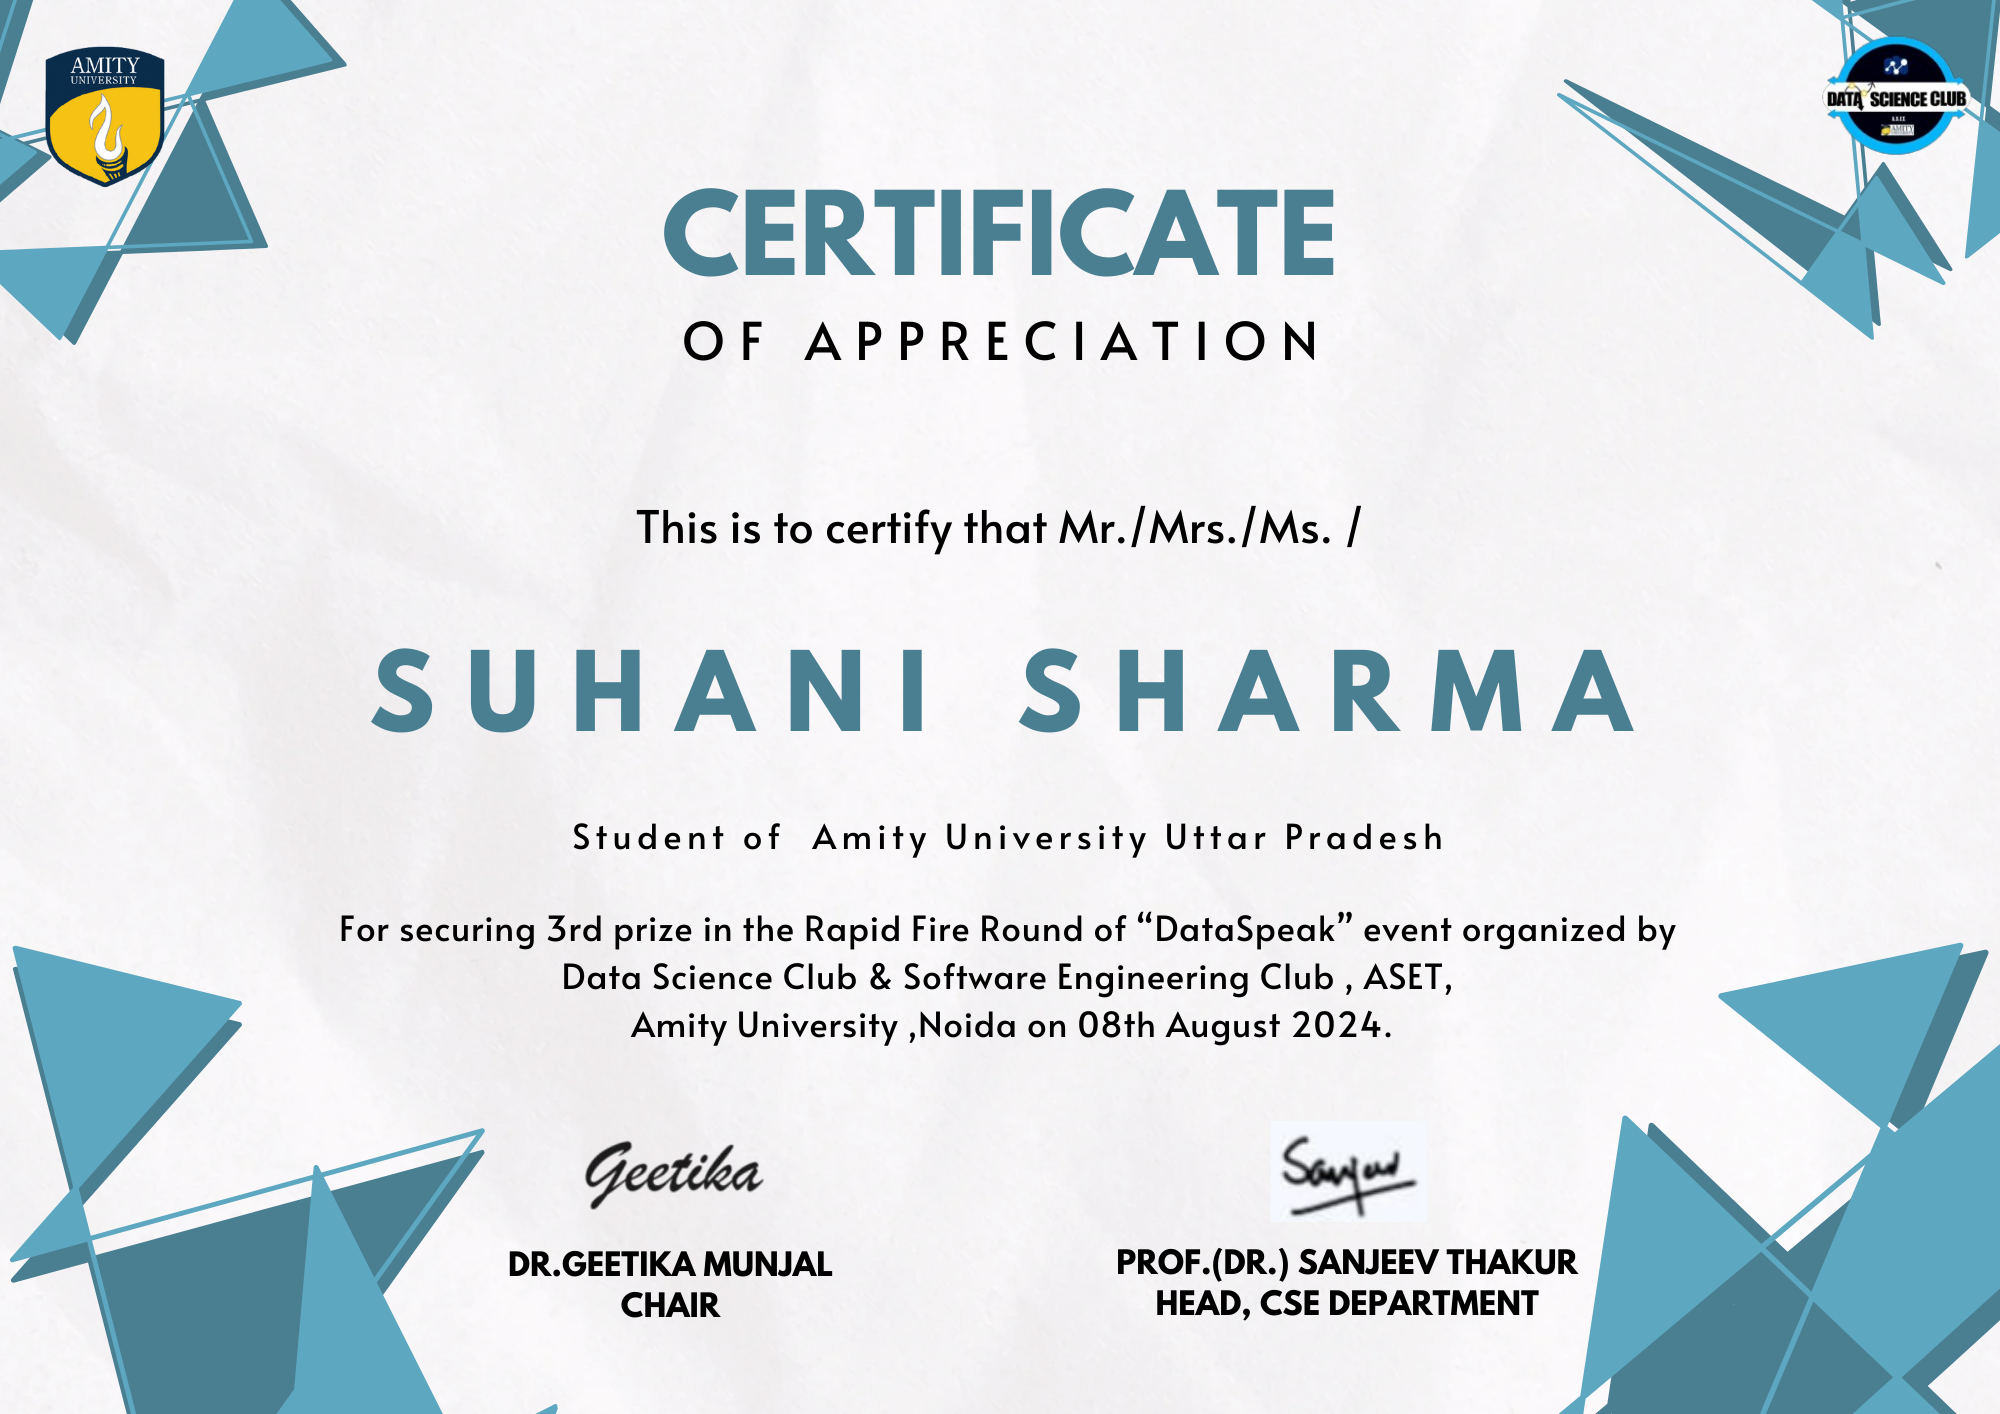 AMITY
UNIVERSITY
DATA SCIENCE CLUB
A.S.E.T
AMITY
CERTIFICATE
OF APPRECIATION
This is to certify that Mr./Mrs./Ms. /
SUHANI SHARMA
Student of Amity University Uttar Pradesh
For securing 3rd prize in the Rapid Fire Round of “DataSpeak” event organized by
Data Science Club & Software Engineering Club , ASET,
Amity University ,Noida on 08th August 2024.
Geetika
Sanjeev
DR.GEETIKA MUNJAL
CHAIR
PROF.(DR.) SANJEEV THAKUR
HEAD, CSE DEPARTMENT